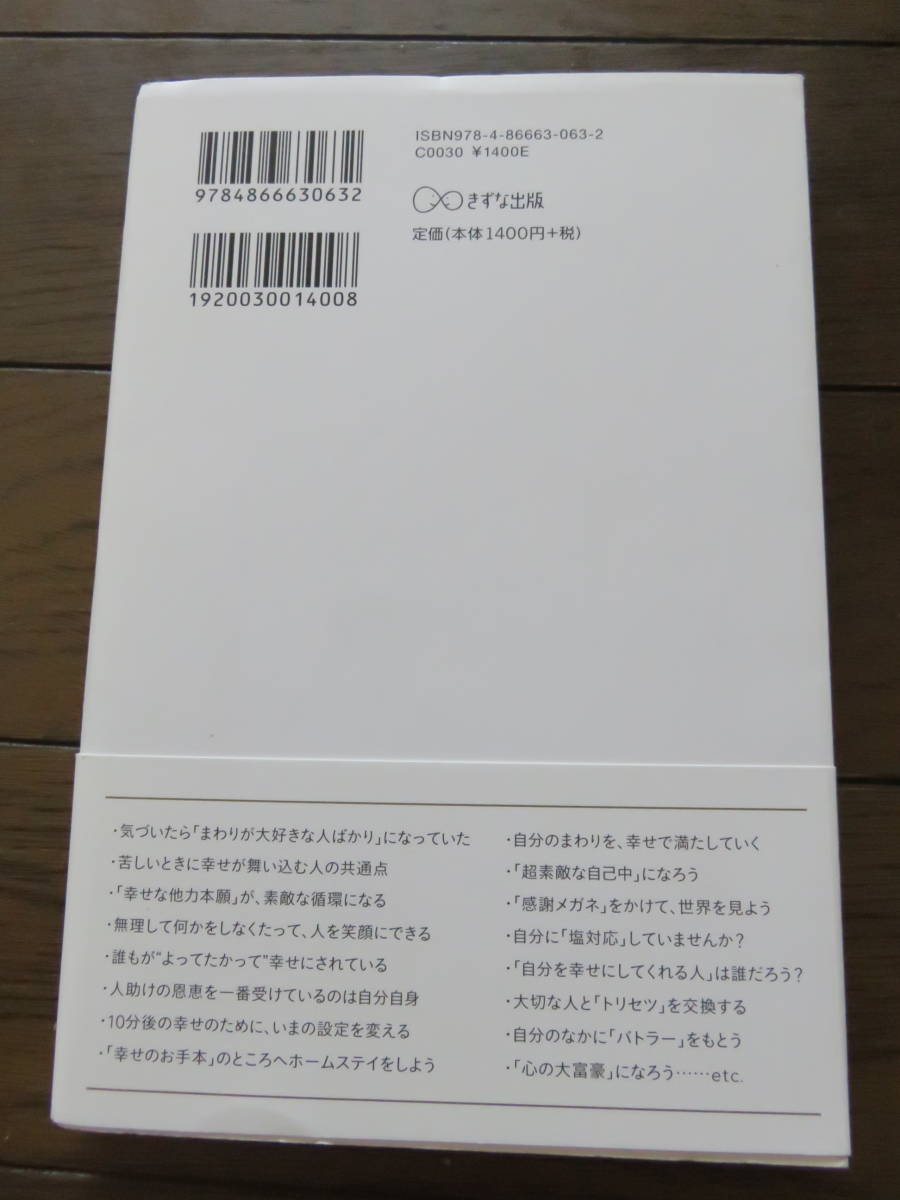 9784866630632
1920030014008
ISBN978-4-86663-063-2
C0030 ¥1400E
きずな出版
定価(本体1400円+税)
・気づいたら「まわりが大好きな人ばかり」になっていた
・苦しいときに幸せが舞い込む人の共通点
・「幸せな他力本願」が、素敵な循環になる
・無理して何かをしなくたって、人を笑顔にできる
・誰もが“よってたかって”幸せにされている
・人助けの恩恵を一番受けているのは自分自身
・10分後の幸せのために、いまの設定を変える
・「幸せのお手本」のところへホームステイをしよう
・自分のまわりを、幸せで満たしていく
・「超素敵な自己中」になろう
・「感謝メガネ」をかけて、世界を見よう
・自分に「塩対応」していませんか？
・「自分を幸せにしてくれる人」は誰だろう？
・大切な人と「トリセツ」を交換する
・自分のなかに「バトラー」をもとう
・「心の大富豪」になろう……etc.